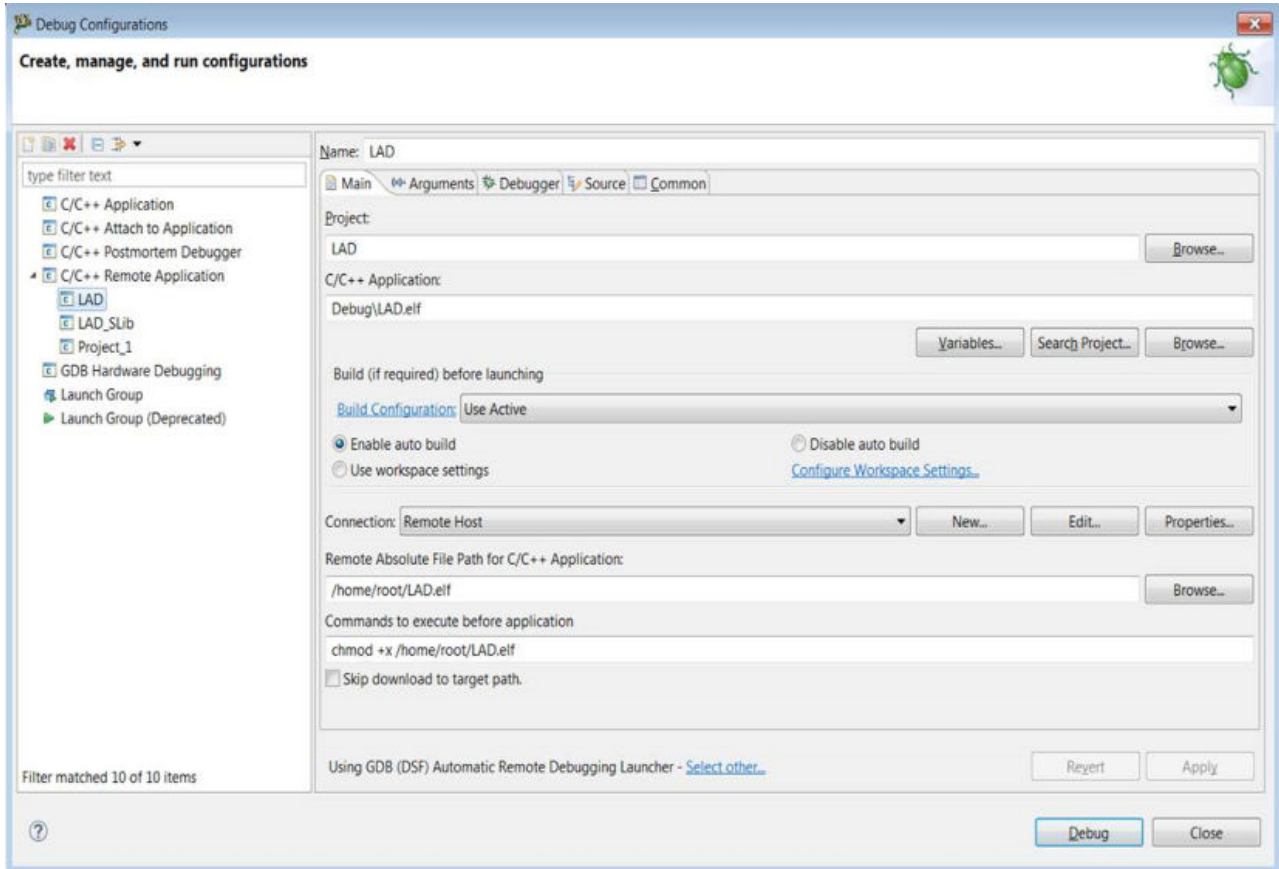 Debug Configurations
Create, manage, and run configurations
type filter text
C/C++ Application
C/C++ Attach to Application
C/C++ Postmortem Debugger
C/C++ Remote Application
LAD
LAD_SLib
Project_1
GDB Hardware Debugging
Launch Group
Launch Group (Deprecated)
Filter matched 10 of 10 items
Name: LAD
Main Arguments Debugger Source Common
Project:
LAD Browse...
C/C++ Application:
Debug\LAD.elf
Variables... Search Project... Browse...
Build (if required) before launching
Build Configuration: Use Active
Enable auto build Disable auto build
Use workspace settings Configure Workspace Settings...
Connection: Remote Host New... Edit... Properties...
Remote Absolute File Path for C/C++ Application:
/home/root/LAD.elf Browse...
Commands to execute before application
chmod +x /home/root/LAD.elf
Skip download to target path.
Using GDB (DSF) Automatic Remote Debugging Launcher - Select other... Revert Apply
? Debug Close